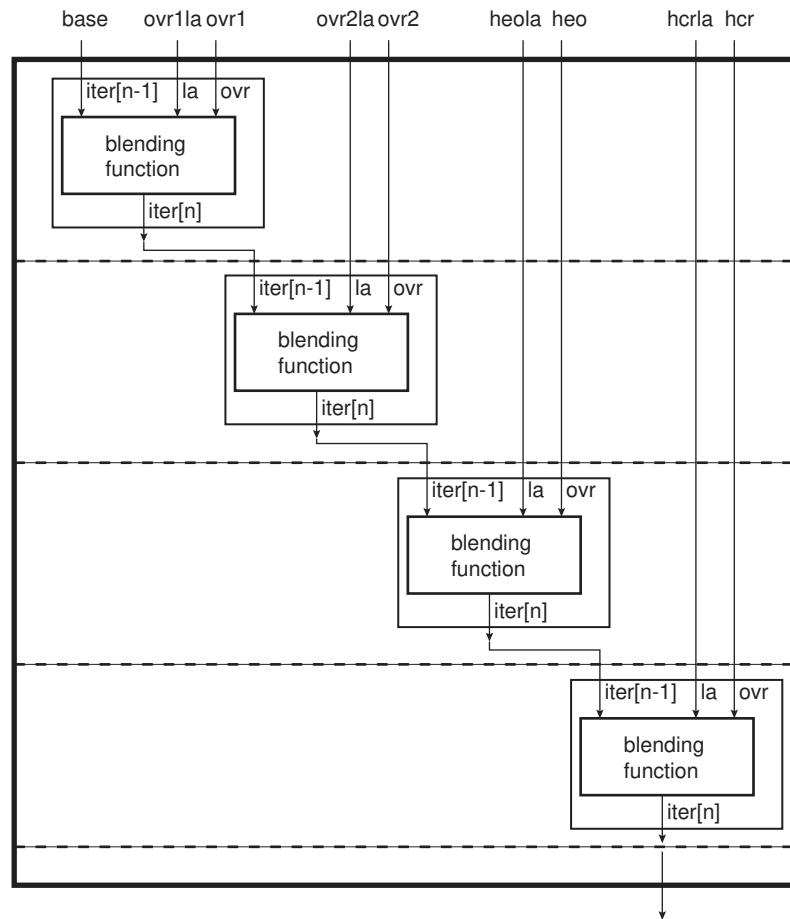 base ovr1la ovr1 ovr2la ovr2 heola heo hcrla hcr
iter[n-1] la ovr
blending
function
iter[n]
iter[n-1] la ovr
blending
function
iter[n]
iter[n-1] la ovr
blending
function
iter[n]
iter[n-1] la ovr
blending
function
iter[n]